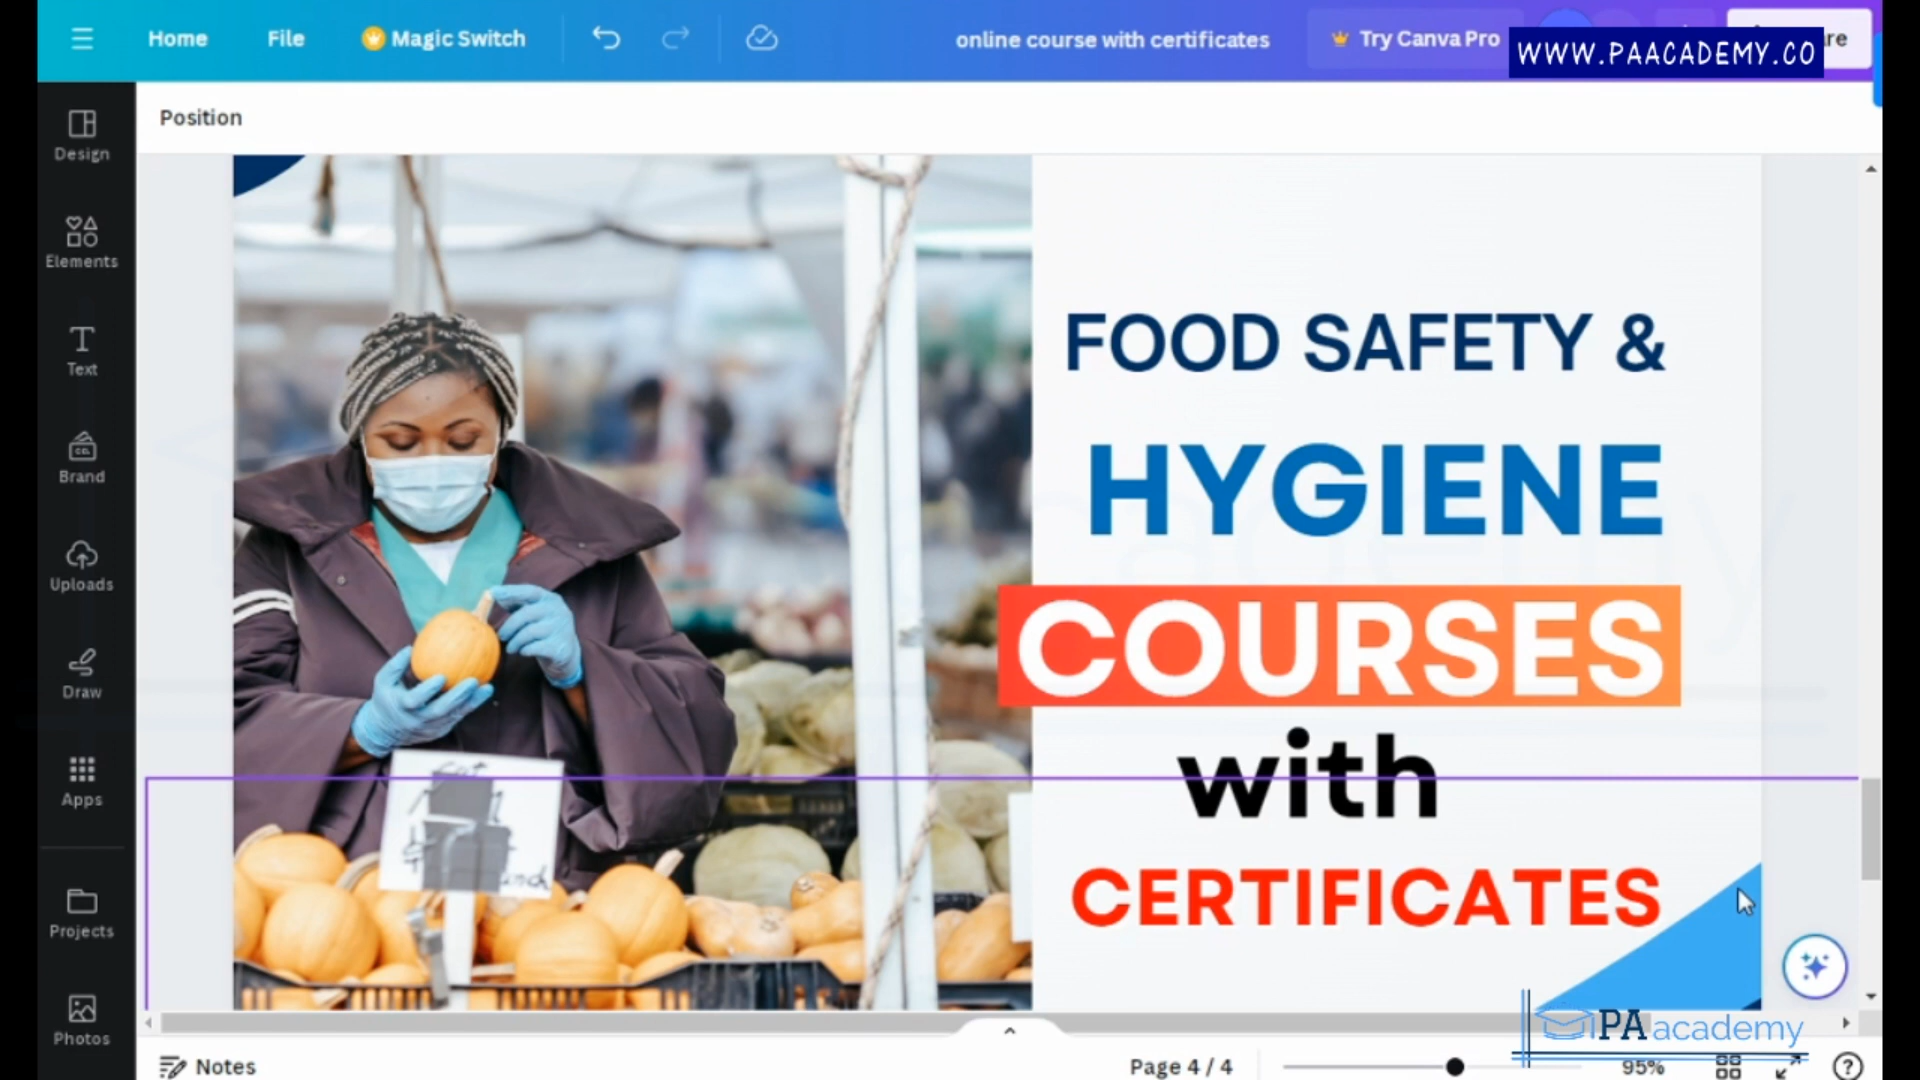 Home
File
Magic Switch
online course with certificates
Try Canva Pro
WWW.PAACADEMY.CO
Position
Design
Elements
Text
Brand
Uploads
Draw
Apps
Projects
Photos
FOOD SAFETY &
HYGIENE
COURSES
with
CERTIFICATES
PAacademy
Notes
Page 4 / 4
95%